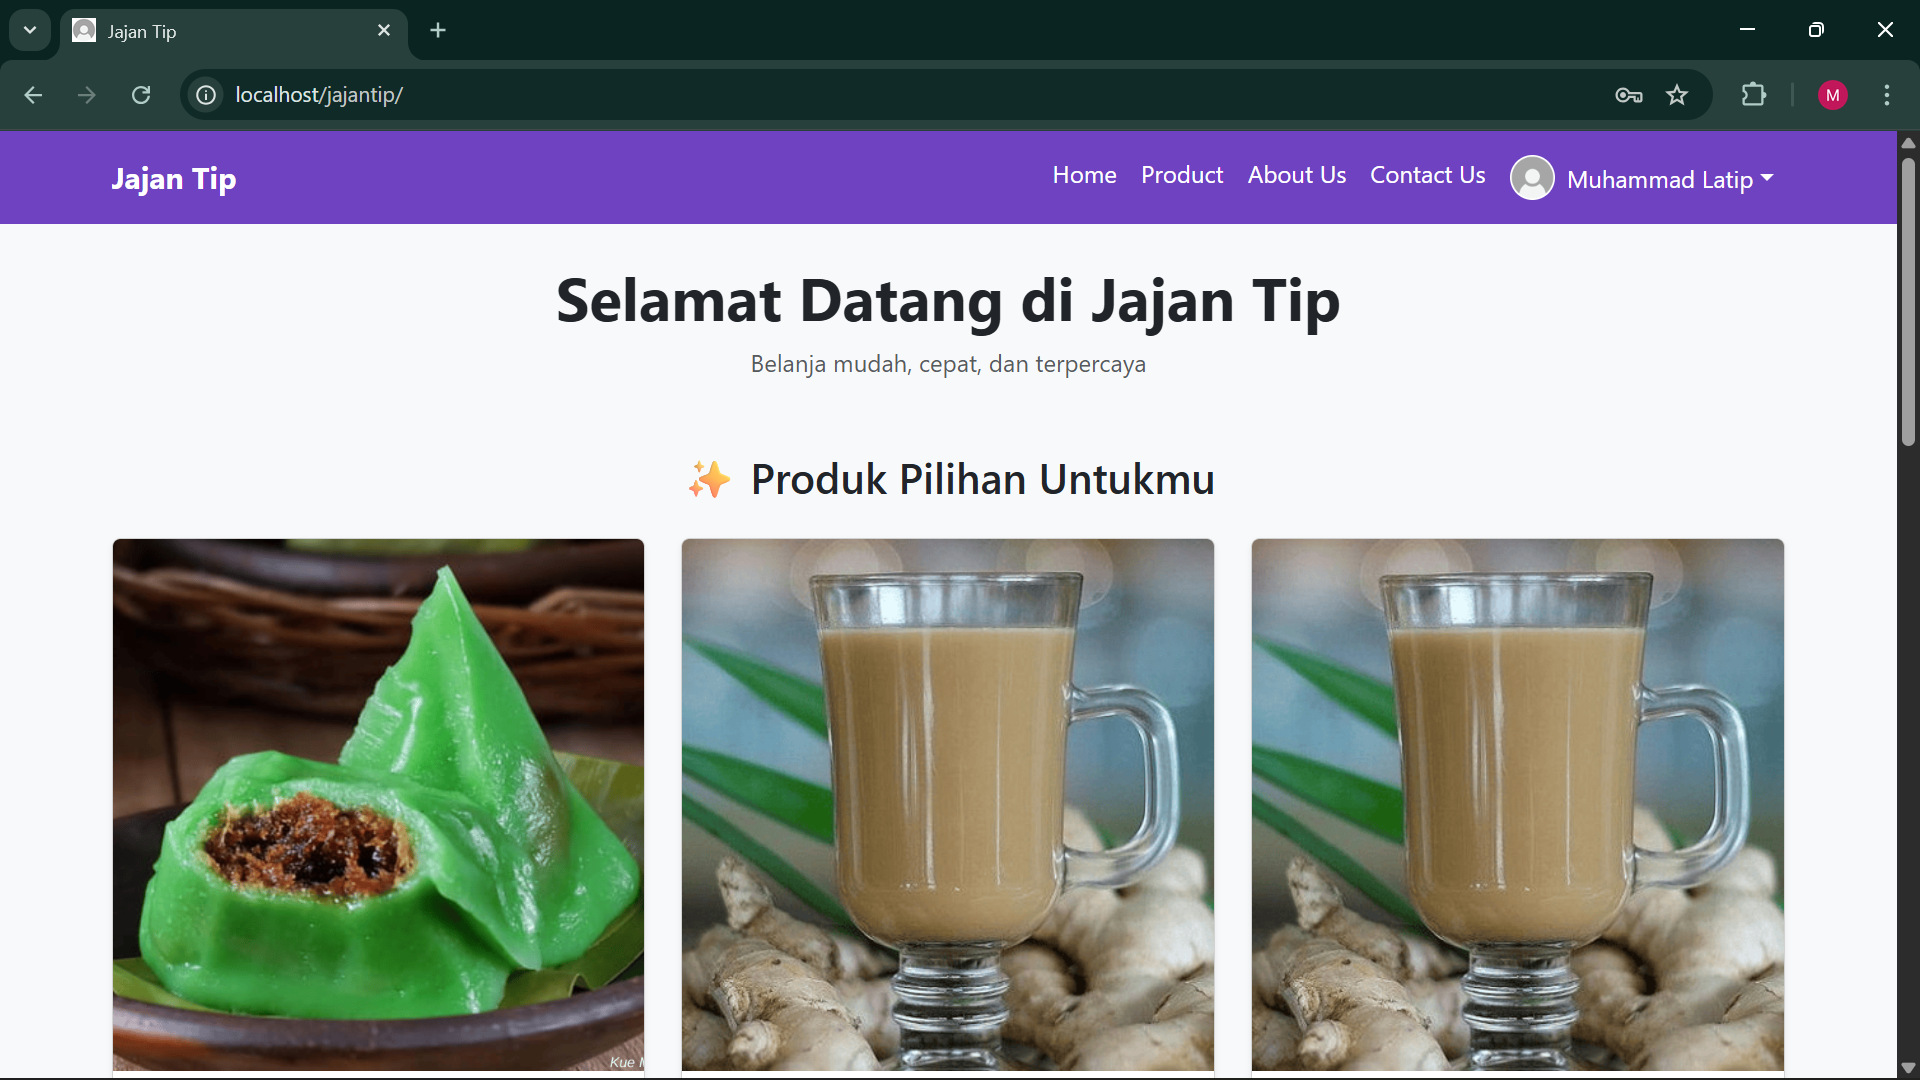 Jajan Tip
localhost/jajantip/
M
Jajan Tip
Home Product About Us Contact Us Muhammad Latip
Selamat Datang di Jajan Tip
Belanja mudah, cepat, dan terpercaya
✨ Produk Pilihan Untukmu
Kue